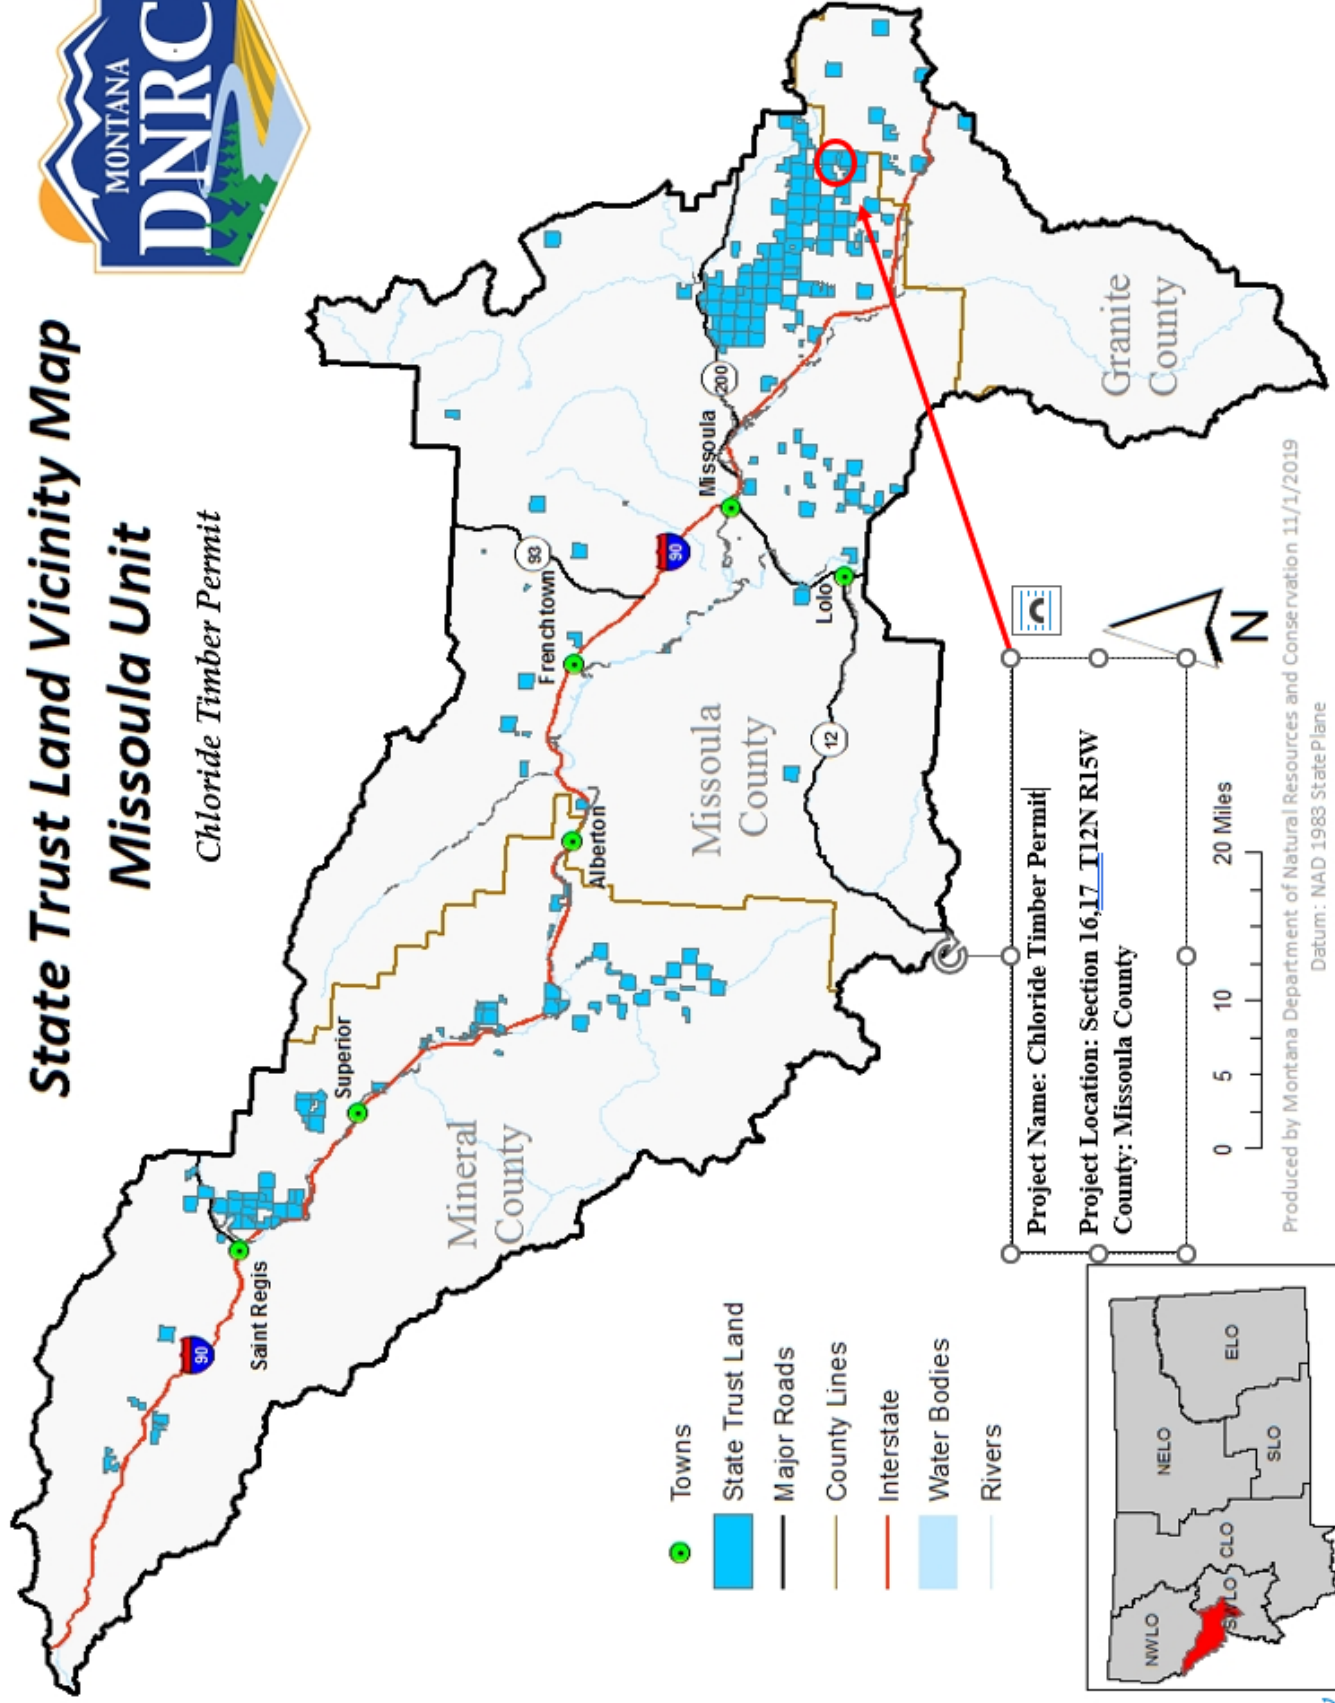 State Trust Land Vicinity Map
Missoula Unit
Chloride Timber Permit
MONTANA
DNRC
90
Saint Regis
Superior
Mineral
County
Alberton
Frenchtown
93
90
Missoula
200
Lolo
12
Missoula
County
Granite
County
Towns
State Trust Land
Major Roads
County Lines
Interstate
Water Bodies
Rivers
Project Name: Chloride Timber Permit
Project Location: Section 16,17 T12N R15W
County: Missoula County
N
0 5 10 20 Miles
Produced by Montana Department of Natural Resources and Conservation 11/1/2019
Datum: NAD 1983 StatePlane
NWLO
CLO
NELO
SLO
ELO